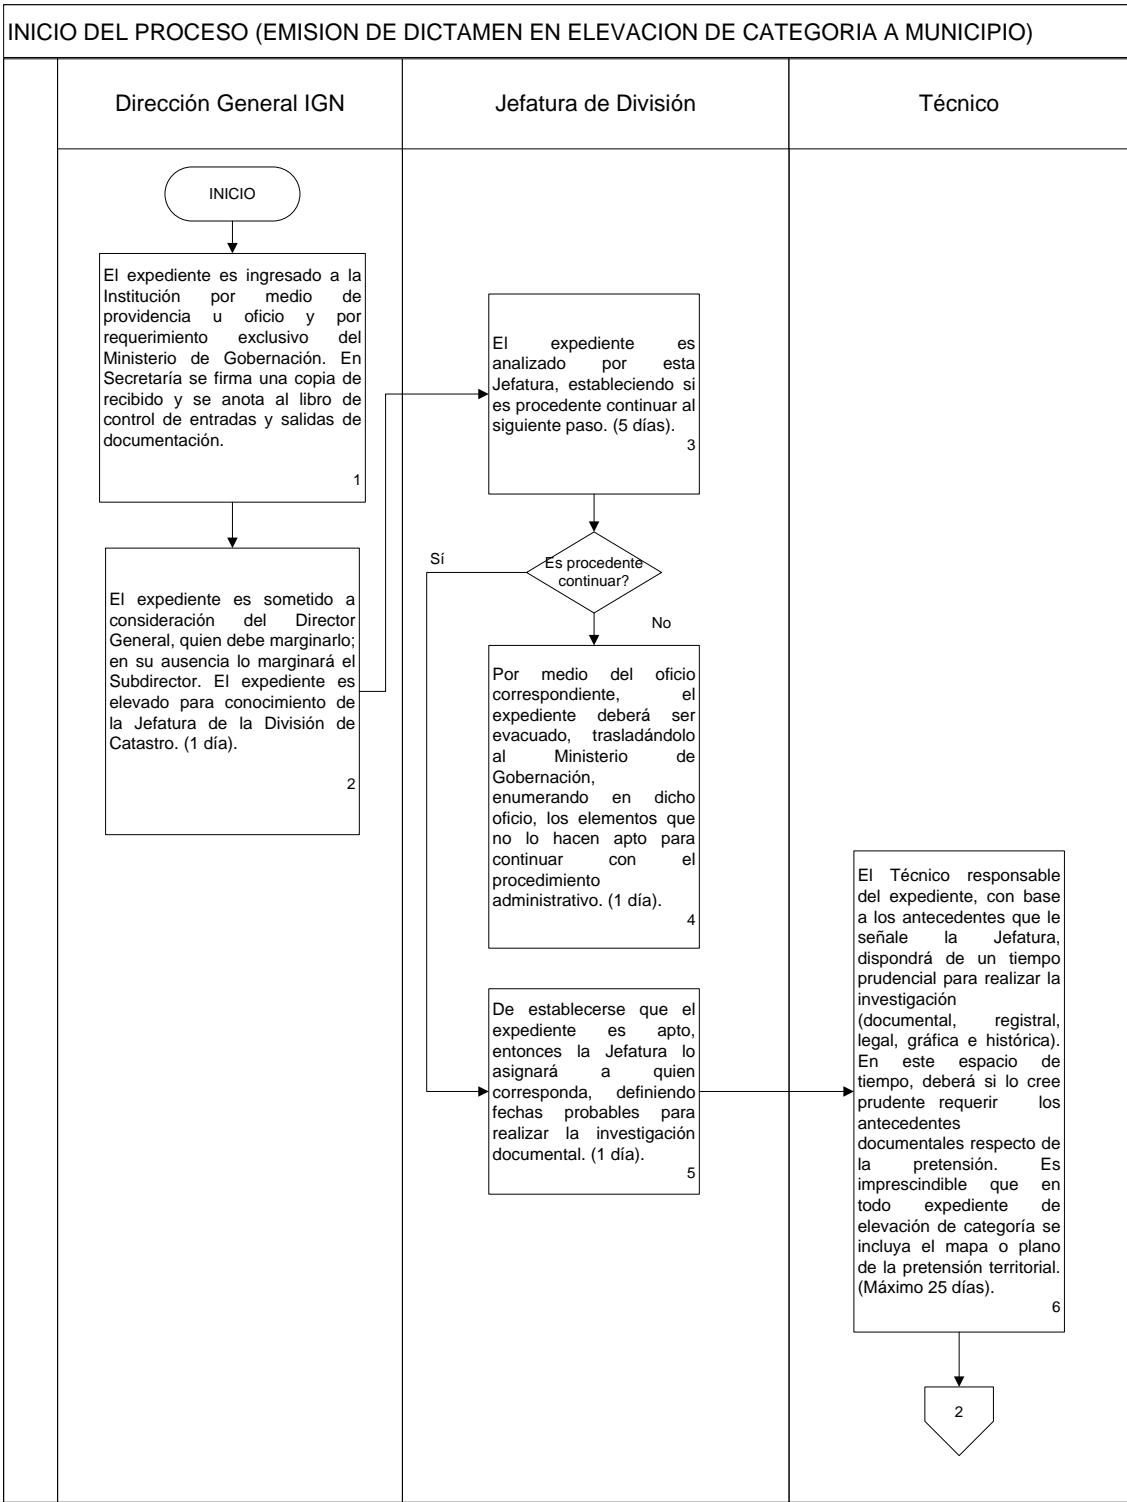 INICIO DEL PROCESO (EMISION DE DICTAMEN EN ELEVACION DE CATEGORIA A MUNICIPIO)
Dirección General IGN
Jefatura de División
Técnico
INICIO
El expediente es ingresado a la
Institución por medio de
providencia u oficio y por
requerimiento exclusivo del
Ministerio de Gobernación. En
Secretaría se firma una copia de
recibido y se anota al libro de
control de entradas y salidas de
documentación.
1
El expediente es sometido a
consideración del Director
General, quien debe marginarlo;
en su ausencia lo marginará el
Subdirector. El expediente es
elevado para conocimiento de
la Jefatura de la División de
Catastro. (1 día).
2
El expediente es
analizado por esta
Jefatura, estableciendo si
es procedente continuar al
siguiente paso. (5 días).
3
Es procedente
continuar?
Sí
No
Por medio del oficio
correspondiente, el
expediente deberá ser
evacuado, trasladándolo
al Ministerio de
Gobernación,
enumerando en dicho
oficio, los elementos que
no lo hacen apto para
continuar con el
procedimiento
administrativo. (1 día).
4
De establecerse que el
expediente es apto,
entonces la Jefatura lo
asignará a quien
corresponda, definiendo
fechas probables para
realizar la investigación
documental. (1 día).
5
El Técnico responsable
del expediente, con base
a los antecedentes que le
señale la Jefatura,
dispondrá de un tiempo
prudencial para realizar la
investigación
(documental, registral,
legal, gráfica e histórica).
En este espacio de
tiempo, deberá si lo cree
prudente requerir los
antecedentes
documentales respecto de
la pretensión. Es
imprescindible que en
todo expediente de
elevación de categoría se
incluya el mapa o plano
de la pretensión territorial.
(Máximo 25 días).
6
2